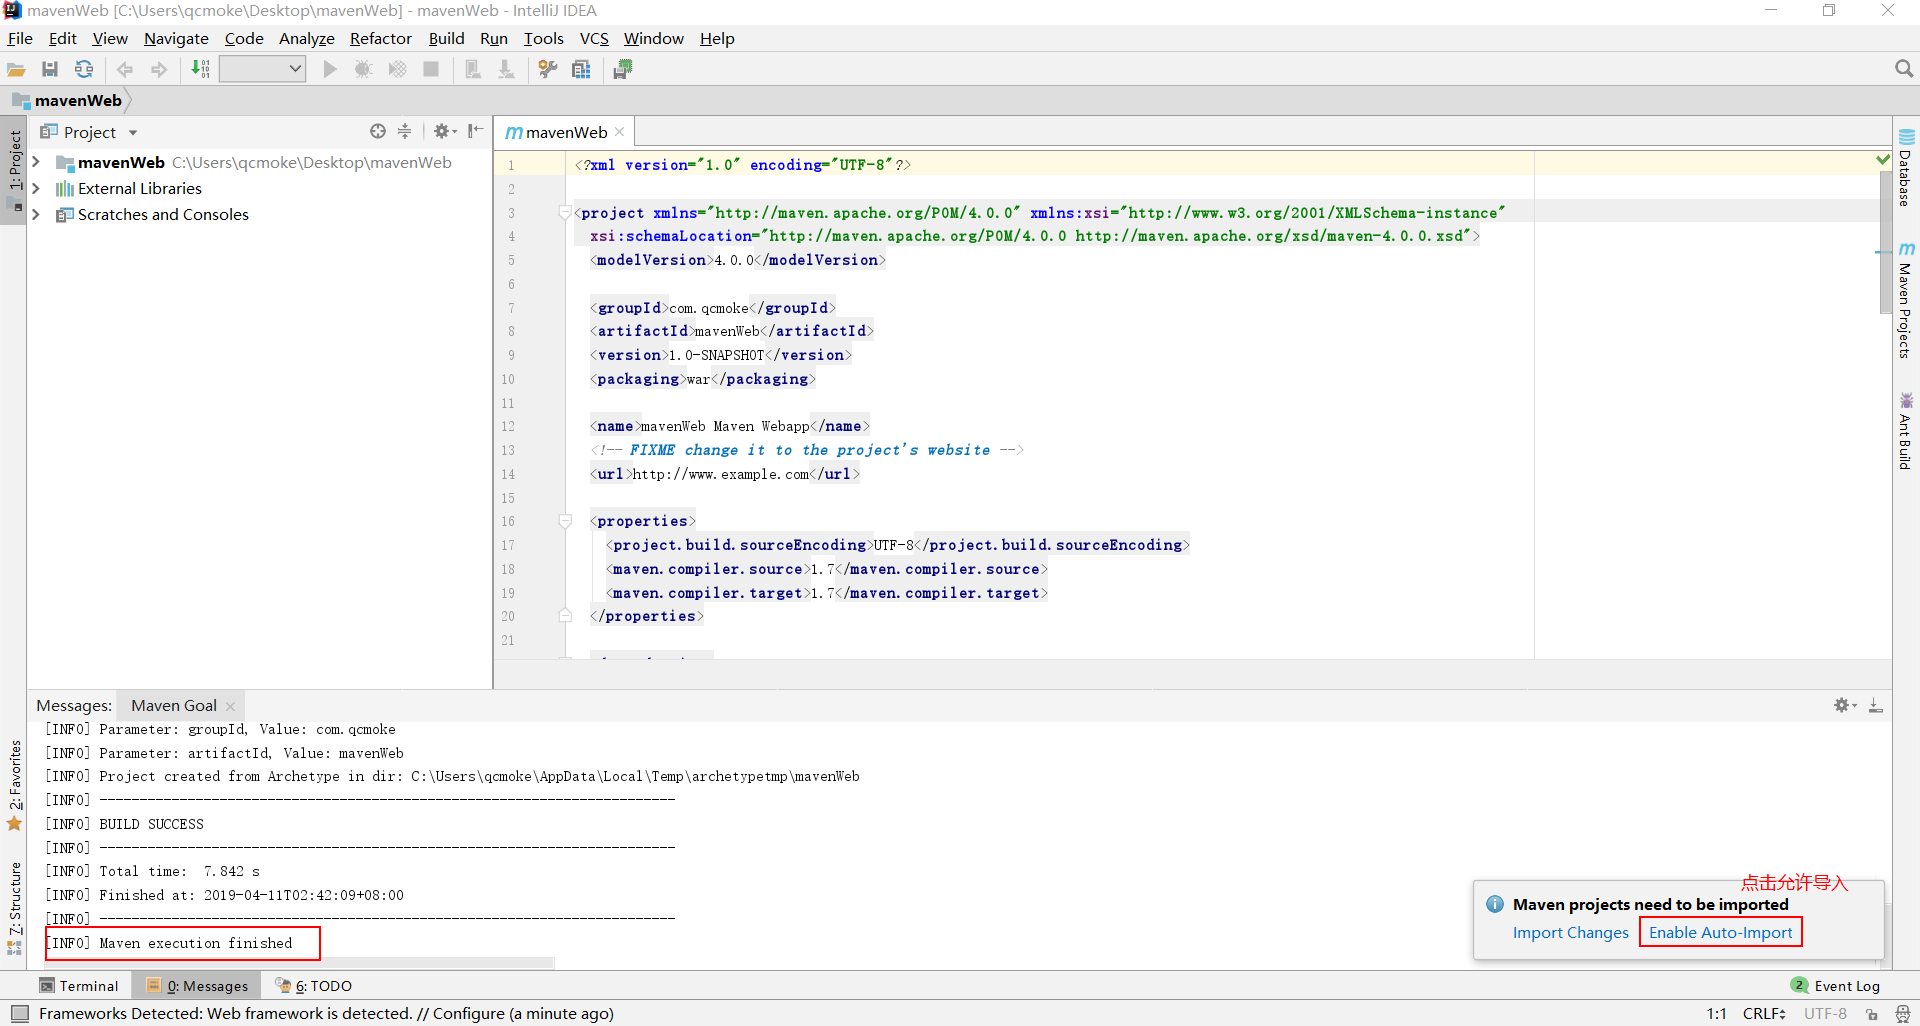 mavenWeb [C:\Users\qcmoke\Desktop\mavenWeb] - mavenWeb - IntelliJ IDEA
File Edit View Navigate Code Analyze Refactor Build Run Tools VCS Window Help
mavenWeb
1: Project
Project
mavenWeb C:\Users\qcmoke\Desktop\mavenWeb
External Libraries
Scratches and Consoles
m mavenWeb
1 <?xml version="1.0" encoding="UTF-8"?>
2
3 <project xmlns="http://maven.apache.org/POM/4.0.0" xmlns:xsi="http://www.w3.org/2001/XMLSchema-instance"
4 xsi:schemaLocation="http://maven.apache.org/POM/4.0.0 http://maven.apache.org/xsd/maven-4.0.0.xsd">
5 <modelVersion>4.0.0</modelVersion>
6
7 <groupId>com.qcmoke</groupId>
8 <artifactId>mavenWeb</artifactId>
9 <version>1.0-SNAPSHOT</version>
10 <packaging>war</packaging>
11
12 <name>mavenWeb Maven Webapp</name>
13 <!-- FIXME change it to the project's website -->
14 <url>http://www.example.com</url>
15
16 <properties>
17 <project.build.sourceEncoding>UTF-8</project.build.sourceEncoding>
18 <maven.compiler.source>1.7</maven.compiler.source>
19 <maven.compiler.target>1.7</maven.compiler.target>
20 </properties>
21
Database
m Maven Projects
Ant Build
2: Favorites
7: Structure
Messages: Maven Goal
[INFO] Parameter: groupId, Value: com.qcmoke
[INFO] Parameter: artifactId, Value: mavenWeb
[INFO] Project created from Archetype in dir: C:\Users\qcmoke\AppData\Local\Temp\archetypetmp\mavenWeb
[INFO] ------------------------------------------------------------------------
[INFO] BUILD SUCCESS
[INFO] ------------------------------------------------------------------------
[INFO] Total time: 7.842 s
[INFO] Finished at: 2019-04-11T02:42:09+08:00
[INFO] ------------------------------------------------------------------------
[INFO] Maven execution finished
点击允许导入
Maven projects need to be imported
Import Changes Enable Auto-Import
Terminal 0: Messages 6: TODO 2 Event Log
Frameworks Detected: Web framework is detected. // Configure (a minute ago) 1:1 CRLF UTF-8